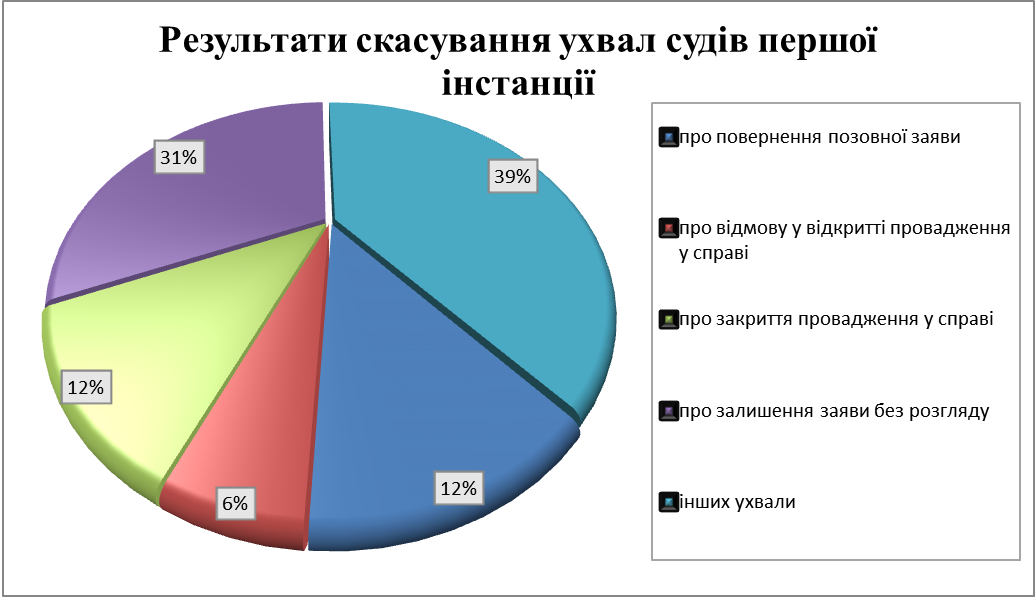 Результати скасування ухвал судів першої
інстанції
31%
39%
12%
6%
12%
про повернення позовної заяви
про відмову у відкритті провадження
у справі
про закриття провадження у справі
про залишення заяви без розгляду
інших ухвали